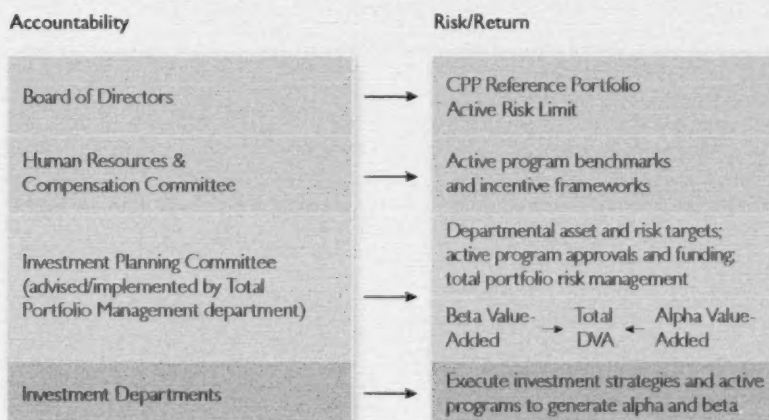 Accountability
Risk/Return
Board of Directors
CPP Reference Portfolio
Active Risk Limit
Human Resources &
Compensation Committee
Active program benchmarks
and incentive frameworks
Investment Planning Committee
(advised/implemented by Total
Portfolio Management department)
Departmental asset and risk targets;
active program approvals and funding;
total portfolio risk management
Beta Value-
Added
Total
DVA
Alpha Value-
Added
Investment Departments
Execute investment strategies and active
programs to generate alpha and beta